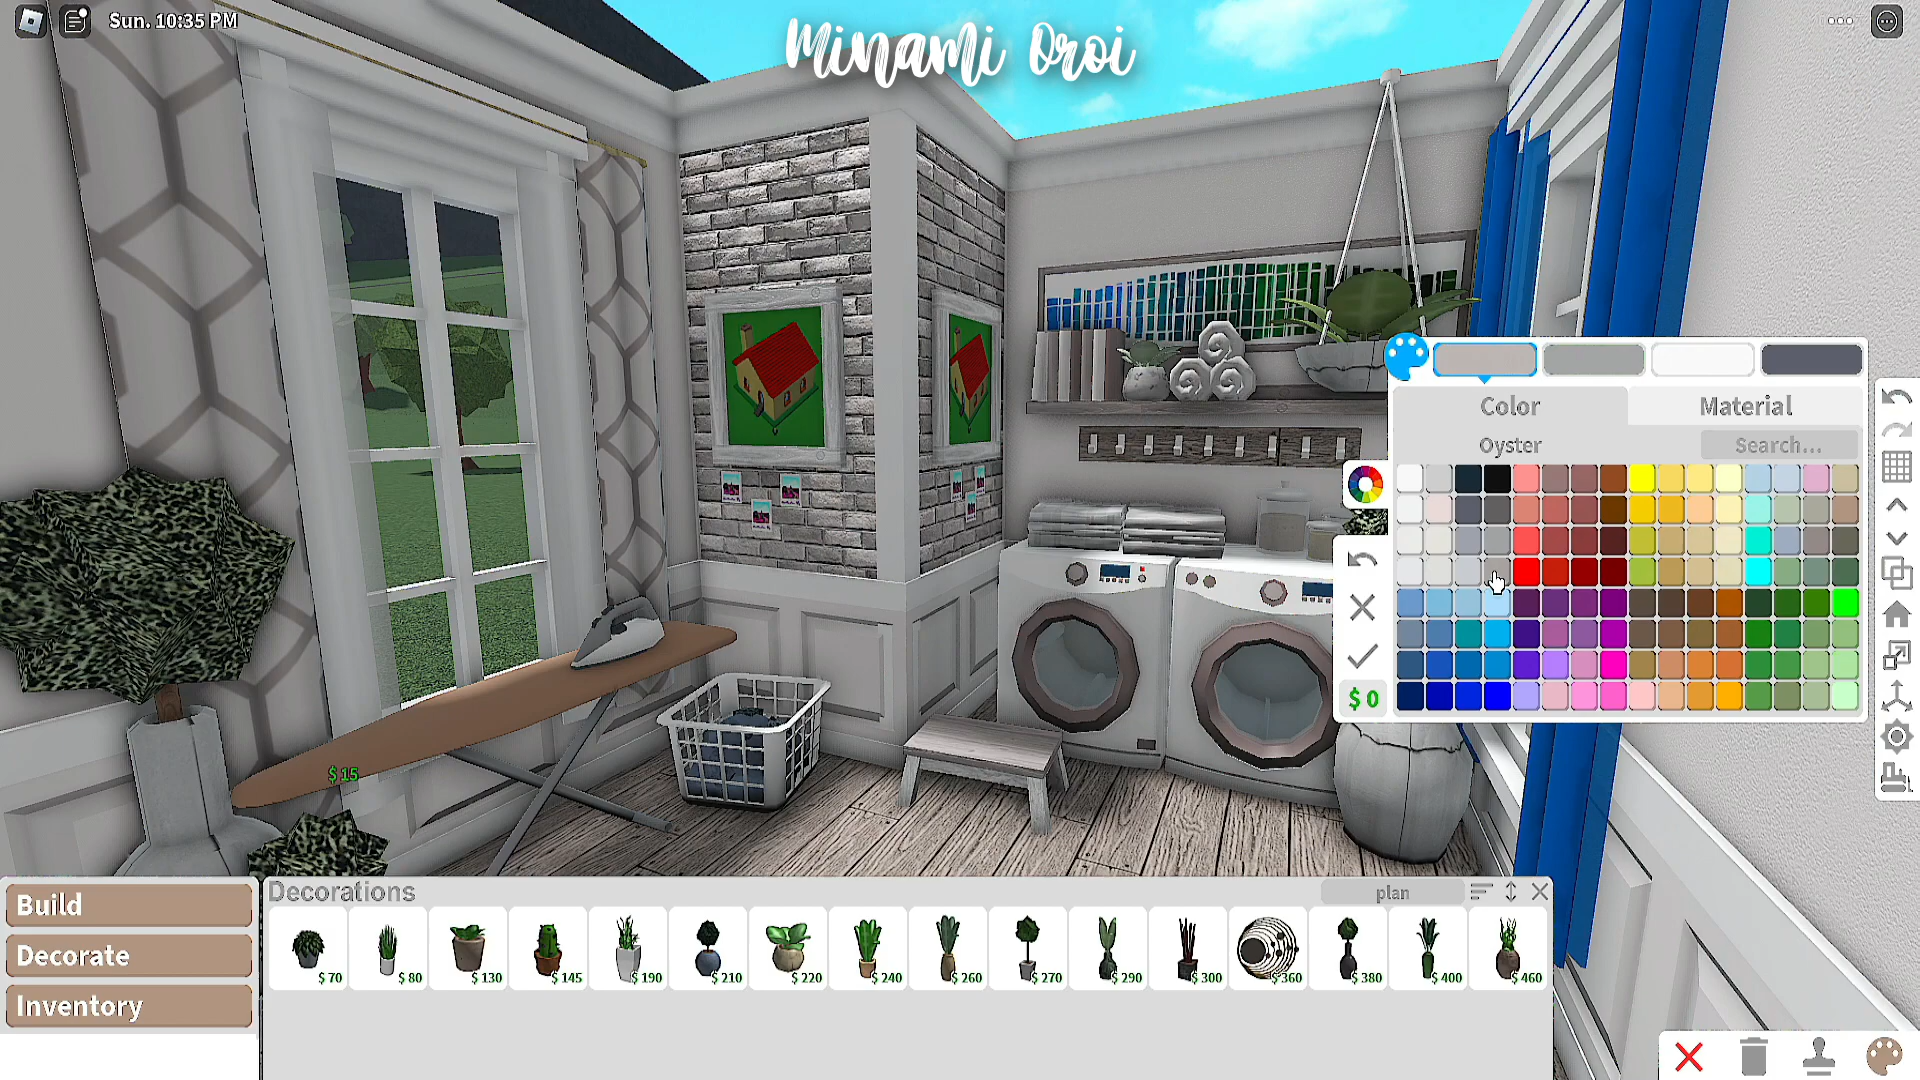 Sun. 10:35 PM
Minami Oroi
Color
Material
Oyster
Search...
$ 0
$ 15
Build
Decorate
Inventory
Decorations
plan
$ 70
$ 80
$ 130
$ 145
$ 190
$ 210
$ 220
$ 240
$ 260
$ 270
$ 290
$ 300
$ 360
$ 380
$ 400
$ 460